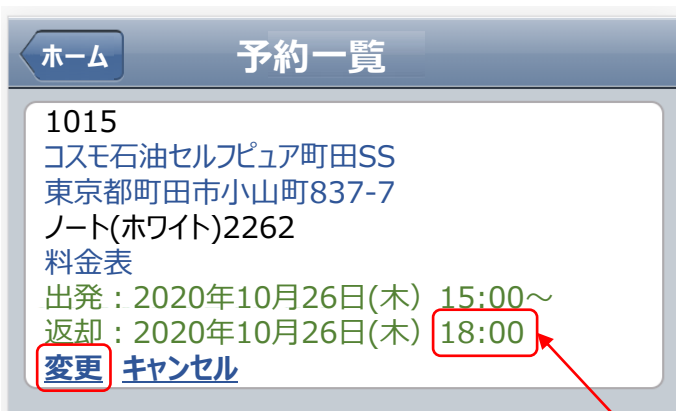 ホーム
予約一覧
1015
コスモ石油セルフピュア町田SS
東京都町田市小山町837-7
ノート(ホワイト)2262
料金表
出発：2020年10月26日(木) 15:00～
返却：2020年10月26日(木) 18:00
変更 キャンセル